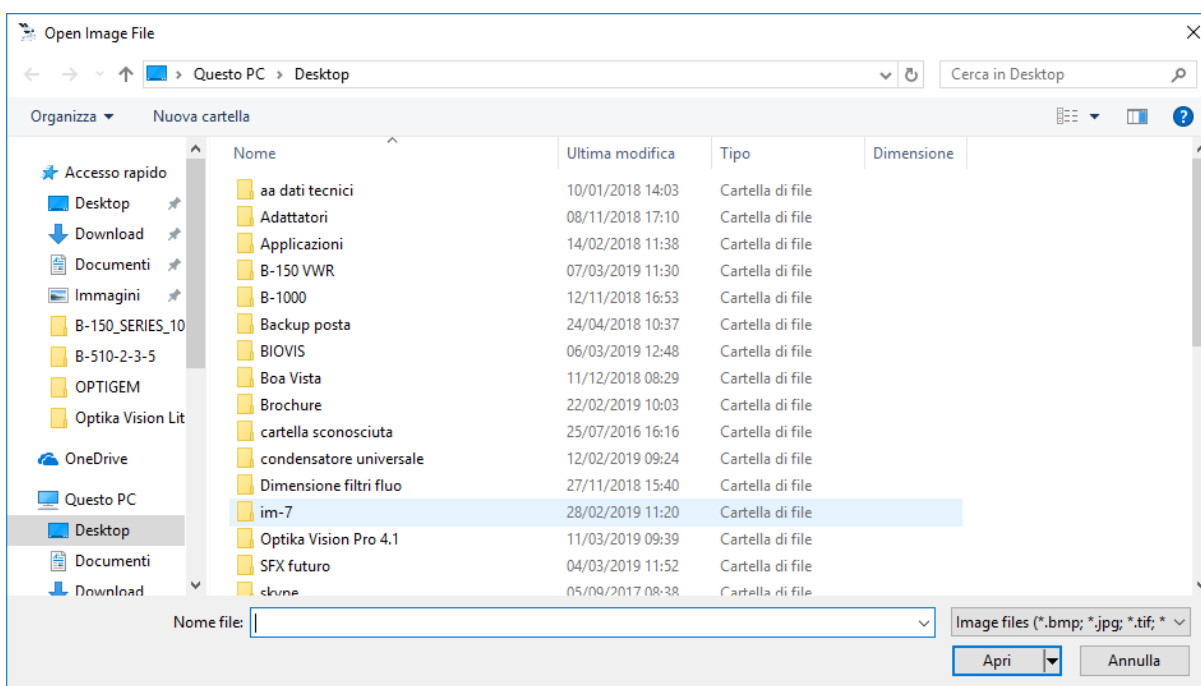 Open Image File
Questo PC > Desktop
Cerca in Desktop
Organizza
Nuova cartella
Nome Ultima modifica Tipo Dimensione
Accesso rapido
Desktop
Download
Documenti
Immagini
B-150_SERIES_10
B-510-2-3-5
OPTIGEM
Optika Vision Lit
OneDrive
Questo PC
Desktop
Documenti
Download
aa dati tecnici 10/01/2018 14:03 Cartella di file
Adattatori 08/11/2018 17:10 Cartella di file
Applicazioni 14/02/2018 11:38 Cartella di file
B-150 VWR 07/03/2019 11:30 Cartella di file
B-1000 12/11/2018 16:53 Cartella di file
Backup posta 24/04/2018 10:37 Cartella di file
BIOVIS 06/03/2019 12:48 Cartella di file
Boa Vista 11/12/2018 08:29 Cartella di file
Brochure 22/02/2019 10:03 Cartella di file
cartella sconosciuta 25/07/2016 16:16 Cartella di file
condensatore universale 12/02/2019 09:24 Cartella di file
Dimensione filtri fluo 27/11/2018 15:40 Cartella di file
im-7 28/02/2019 11:20 Cartella di file
Optika Vision Pro 4.1 11/03/2019 09:39 Cartella di file
SFX futuro 04/03/2019 11:52 Cartella di file
skype 05/09/2017 08:38 Cartella di file
Nome file:
Image files (*.bmp; *.jpg; *.tif; *
Apri
Annulla